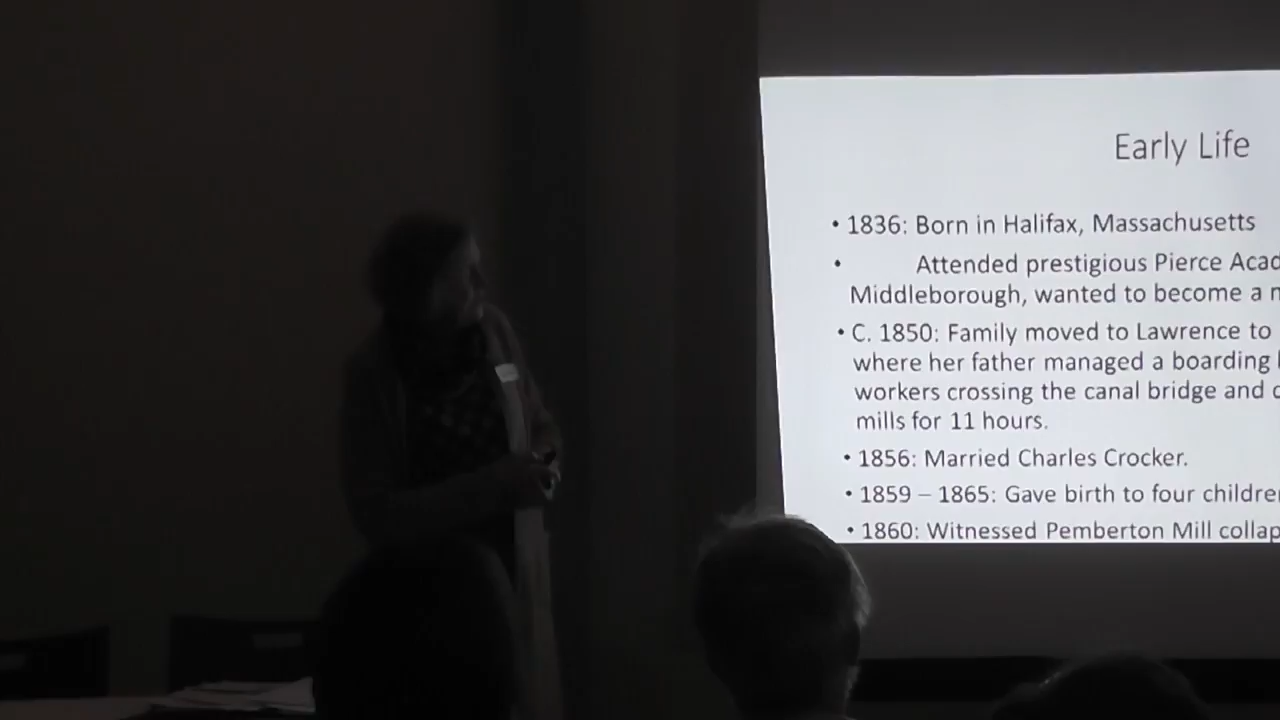 Early Life
• 1836: Born in Halifax, Massachusetts
• Attended prestigious Pierce Acad
Middleborough, wanted to become a m
• C. 1850: Family moved to Lawrence to
where her father managed a boarding
workers crossing the canal bridge and
mills for 11 hours.
• 1856: Married Charles Crocker.
• 1859 – 1865: Gave birth to four children
• 1860: Witnessed Pemberton Mill collap